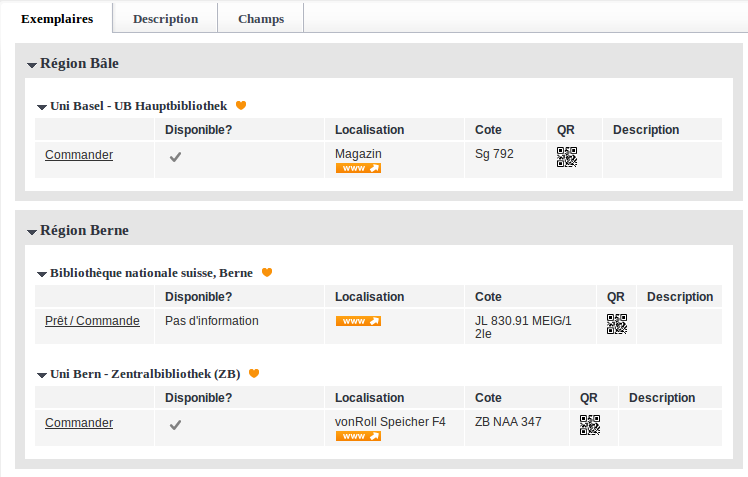 Exemplaires Description Champs
Région Bâle
Uni Basel - UB Hauptbibliothek
Disponible? Localisation Cote QR Description
Commander Magazin Sg 792
www
Région Berne
Bibliothèque nationale suisse, Berne
Disponible? Localisation Cote QR Description
Prêt / Commande Pas d'information www JL 830.91 MEIG/1
2Ie
Uni Bern - Zentralbibliothek (ZB)
Disponible? Localisation Cote QR Description
Commander vonRoll Speicher F4 ZB NAA 347
www